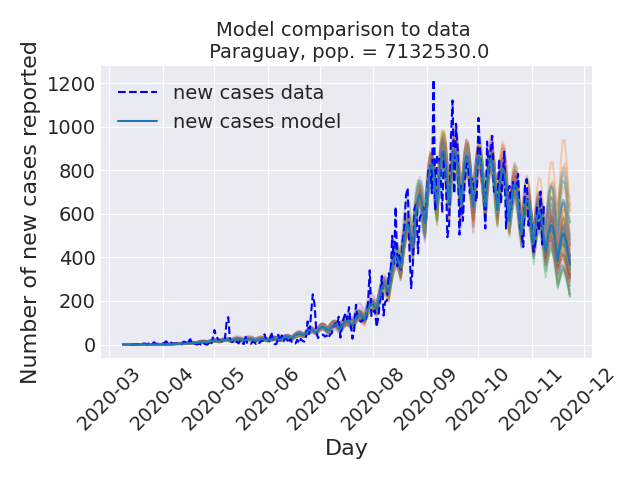 Model comparison to data
Paraguay, pop. = 7132530.0
Number of new cases reported
1200
1000
800
600
400
200
0
new cases data
new cases model
2020-03
2020-04
2020-05
2020-06
2020-07
2020-08
2020-09
2020-10
2020-11
2020-12
Day